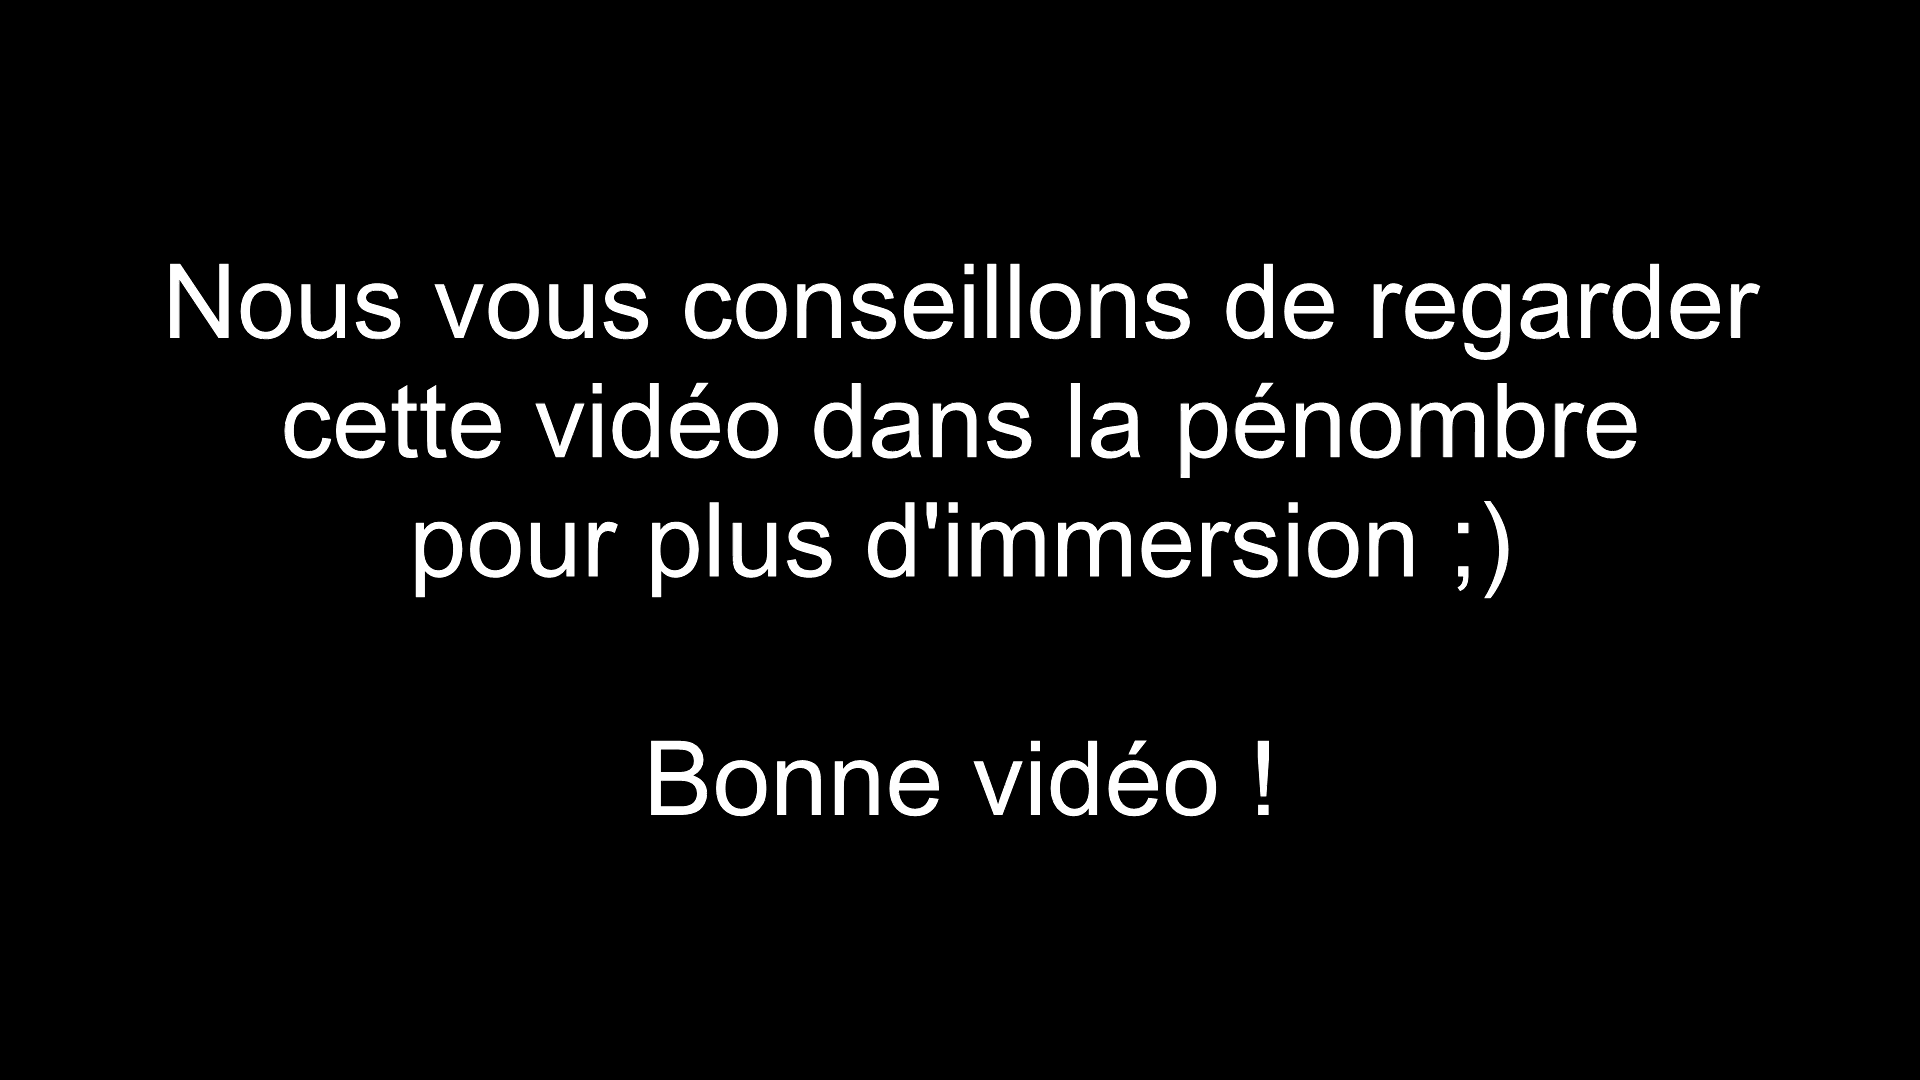 Nous vous conseillons de regarder
cette vidéo dans la pénombre
pour plus d'immersion ;)
Bonne vidéo !